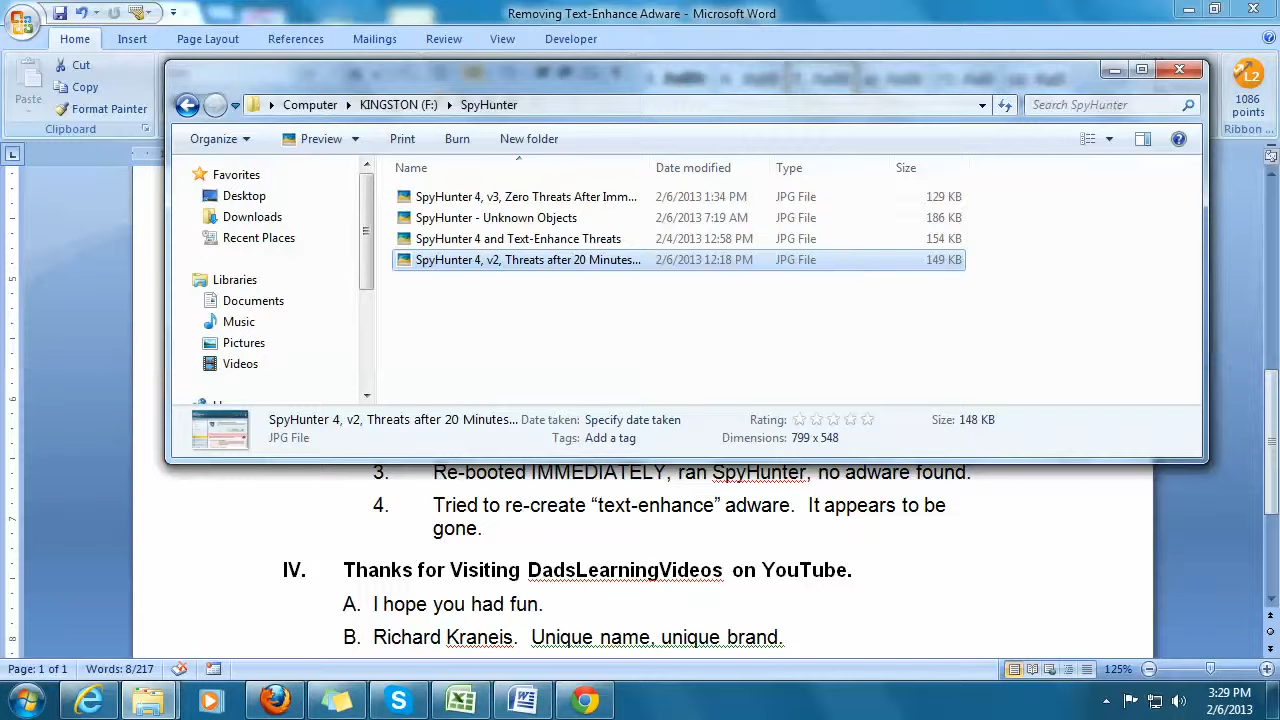 Removing Text-Enhance Adware - Microsoft Word
Home Insert Page Layout References Mailings Review View Developer
Paste
Cut
Copy
Format Painter
Clipboard
L2
1086
points
Ribbon ...
Computer KINGSTON (F:) SpyHunter
Search SpyHunter
Organize Preview Print Burn New folder
Name Date modified Type Size
SpyHunter 4, v3, Zero Threats After Imm... 2/6/2013 1:34 PM JPG File 129 KB
SpyHunter - Unknown Objects 2/6/2013 7:19 AM JPG File 186 KB
SpyHunter 4 and Text-Enhance Threats 2/4/2013 12:58 PM JPG File 154 KB
SpyHunter 4, v2, Threats after 20 Minutes... 2/6/2013 12:18 PM JPG File 149 KB
Favorites
Desktop
Downloads
Recent Places
Libraries
Documents
Music
Pictures
Videos
SpyHunter 4, v2, Threats after 20 Minutes... Date taken: Specify date taken Rating: Size: 148 KB
JPG File Tags: Add a tag Dimensions: 799 x 548
3. Re-booted IMMEDIATELY, ran SpyHunter, no adware found.
4. Tried to re-create “text-enhance” adware. It appears to be
gone.
IV. Thanks for Visiting DadsLearningVideos on YouTube.
A. I hope you had fun.
B. Richard Kraneis. Unique name, unique brand.
5
6
7
8
Page: 1 of 1 Words: 8/217 125%
3:29 PM
2/6/2013